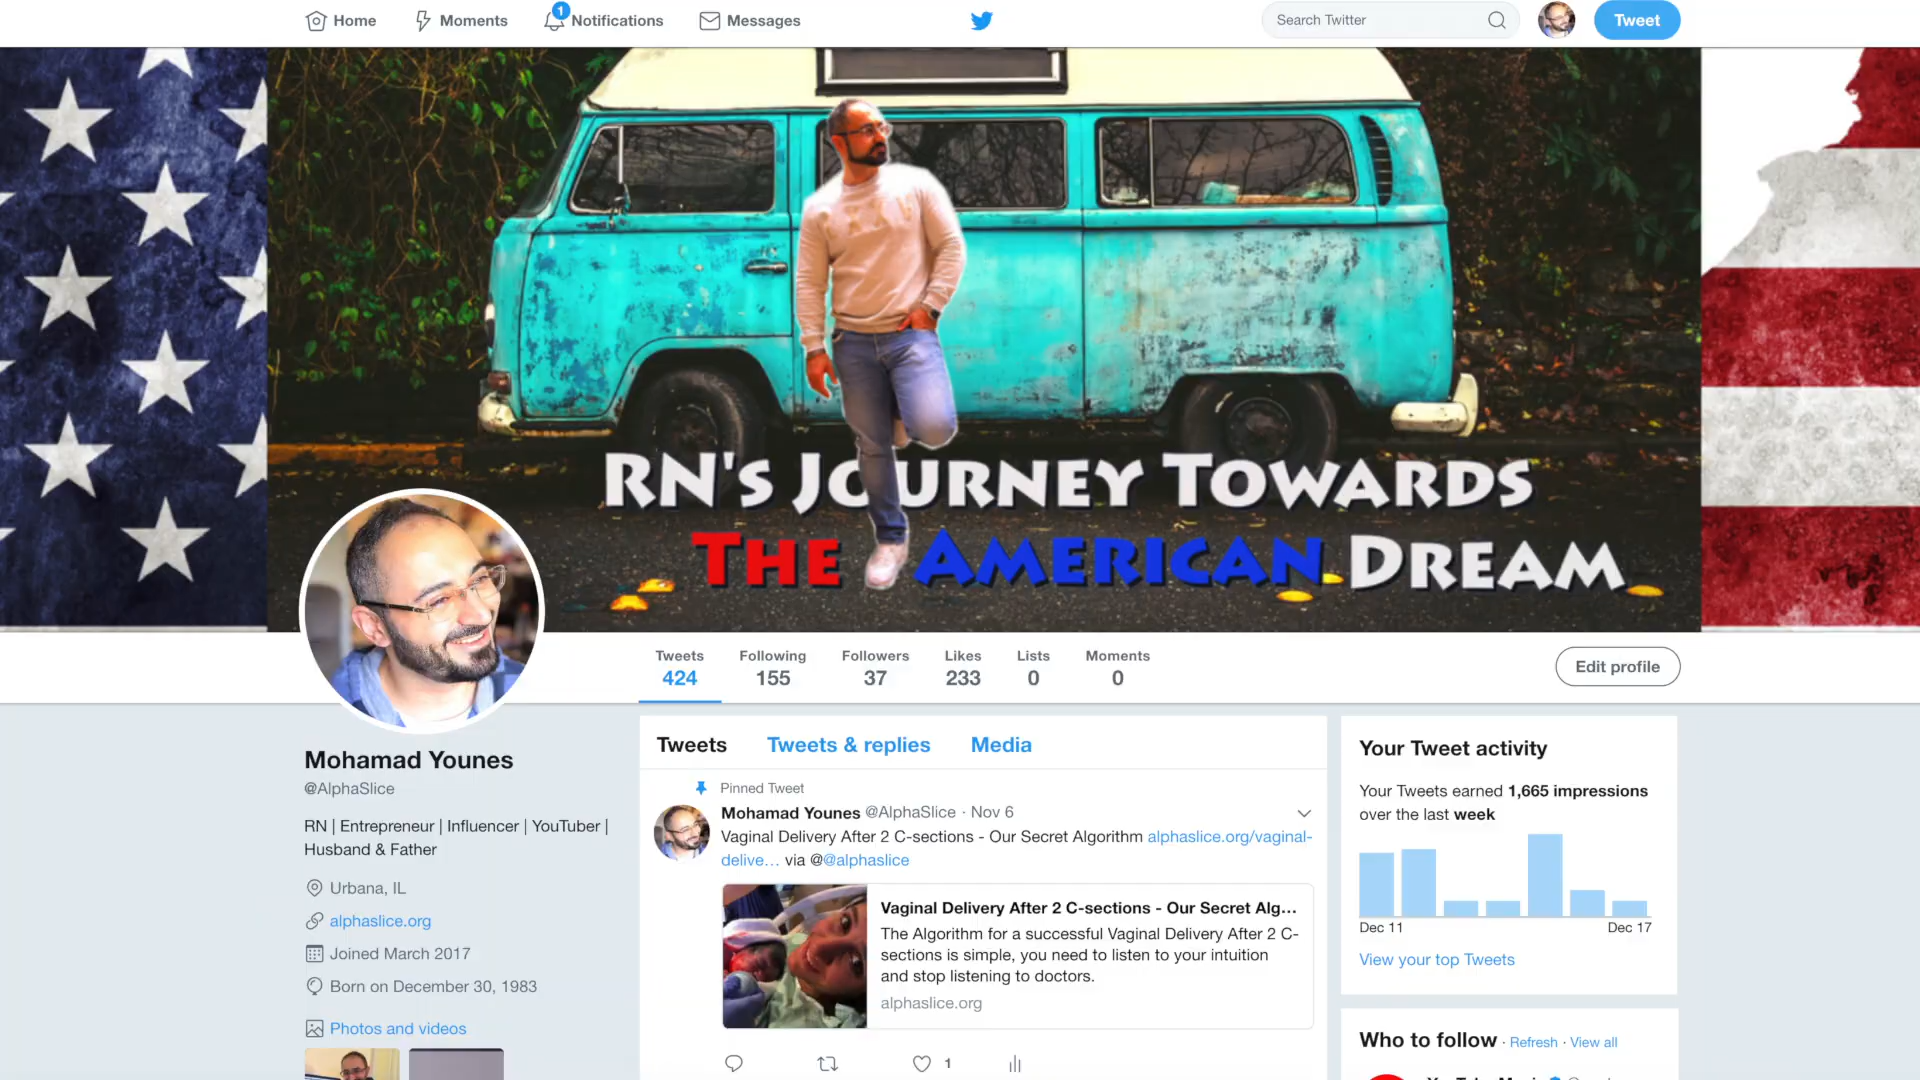 Home
Moments
1
Notifications
Messages
Search Twitter
Tweet
RN's Journey Towards
The American Dream
Tweets
Following
Followers
Likes
Lists
Moments
424
155
37
233
0
0
Edit profile
Mohamad Younes
@AlphaSlice
RN | Entrepreneur | Influencer | YouTuber |
Husband & Father
Urbana, IL
alphaslice.org
Joined March 2017
Born on December 30, 1983
Photos and videos
Tweets
Tweets & replies
Media
Pinned Tweet
Mohamad Younes @AlphaSlice · Nov 6
Vaginal Delivery After 2 C-sections - Our Secret Algorithm alphaslice.org/vaginal-
delive… via @@alphaslice
Vaginal Delivery After 2 C-sections - Our Secret Alg...
The Algorithm for a successful Vaginal Delivery After 2 C-
sections is simple, you need to listen to your intuition
and stop listening to doctors.
alphaslice.org
1
Your Tweet activity
Your Tweets earned 1,665 impressions
over the last week
Dec 11
Dec 17
View your top Tweets
Who to follow · Refresh · View all